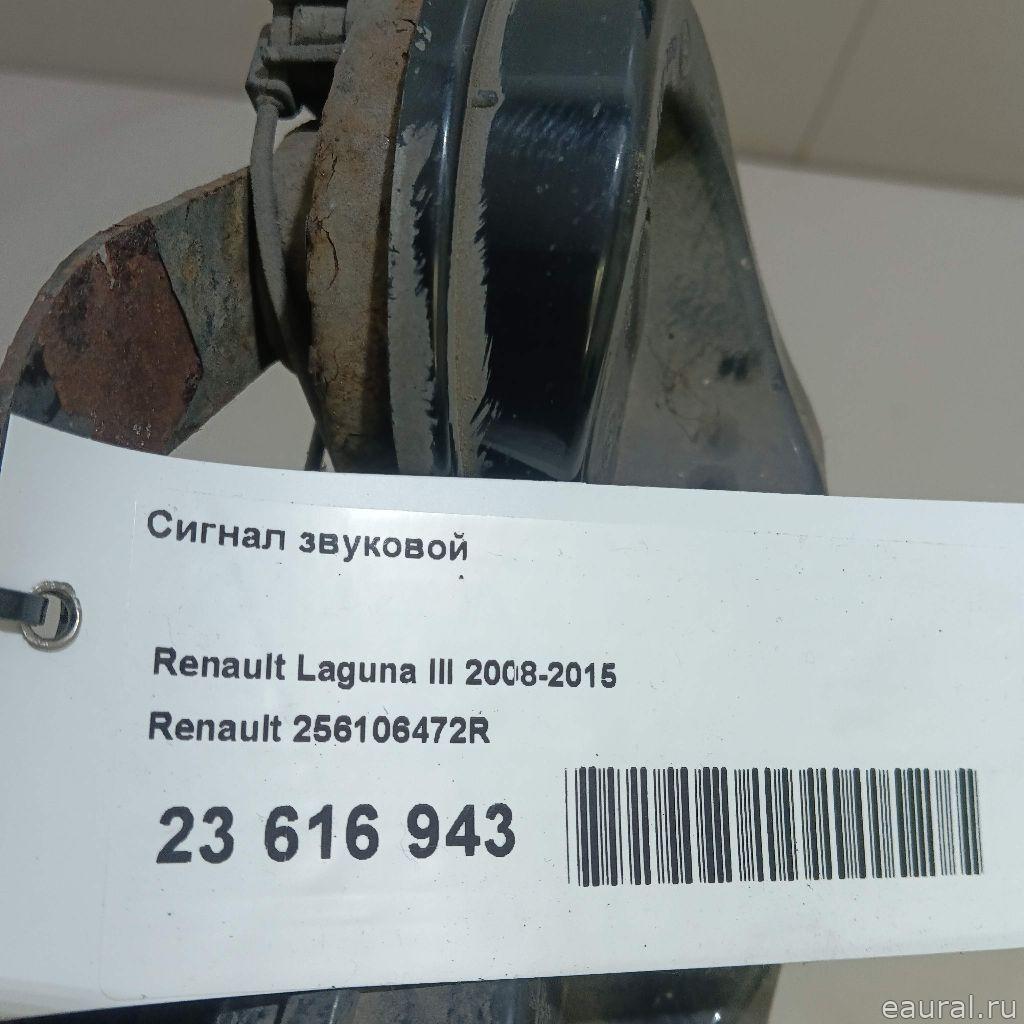 Сигнал звуковой
Renault Laguna III 2008-2015
Renault 256106472R
23 616 943
eaural.ru